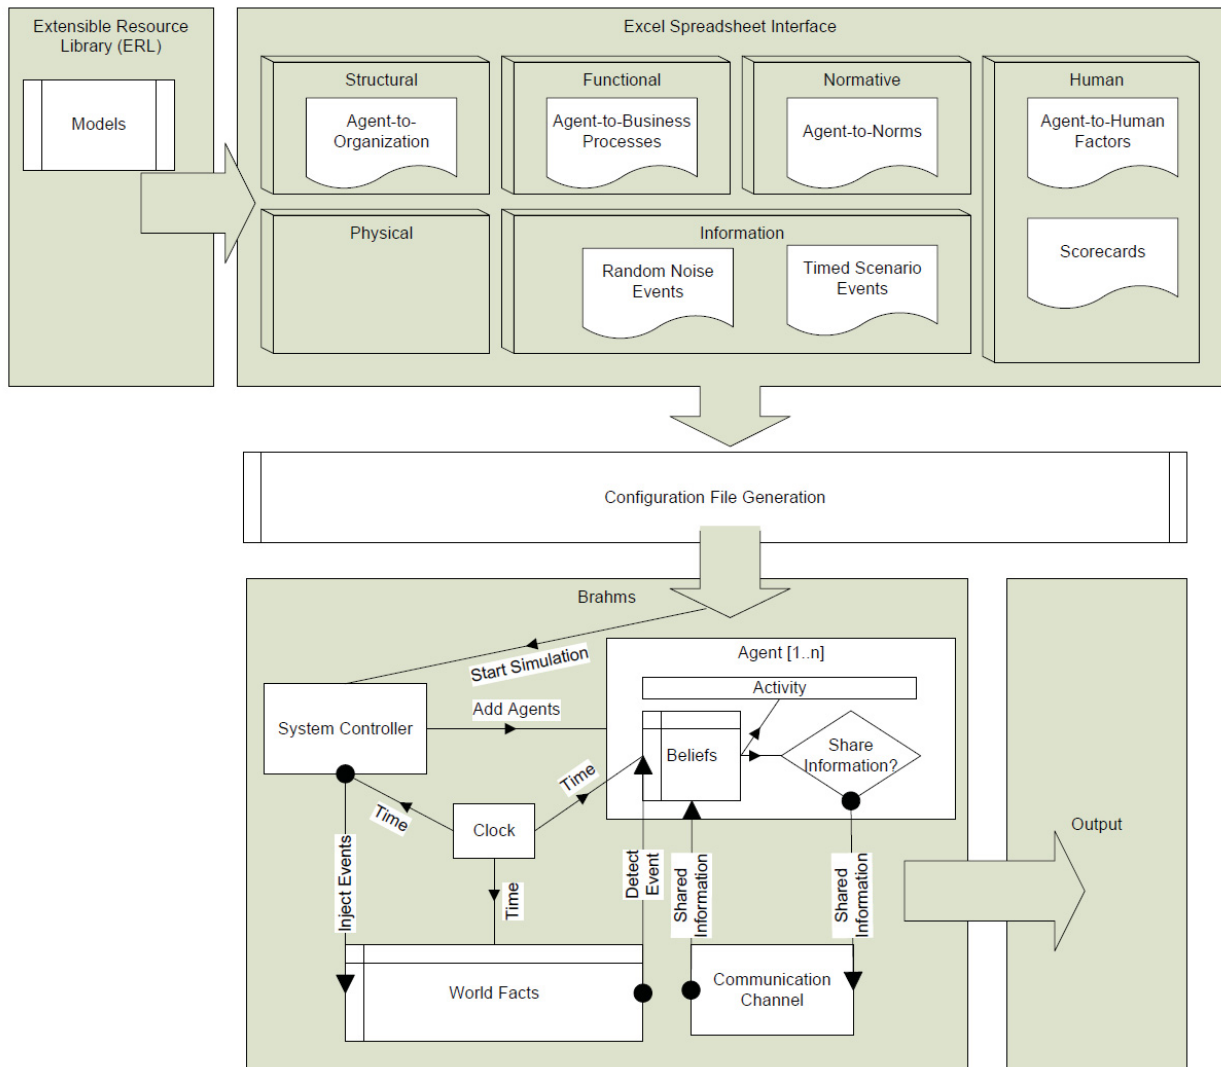 Extensible Resource
Library (ERL)
Models
Excel Spreadsheet Interface
Structural
Agent-to-
Organization
Functional
Agent-to-Business
Processes
Normative
Agent-to-Norms
Human
Agent-to-Human
Factors
Scorecards
Physical
Information
Random Noise
Events
Timed Scenario
Events
Configuration File Generation
Brahms
Start Simulation
Agent [1..n]
Activity
System Controller
Add Agents
Beliefs
Share
Information?
Time
Time
Clock
Time
Inject Events
Detect
Event
Shared
Information
Shared
Information
World Facts
Communication
Channel
Output